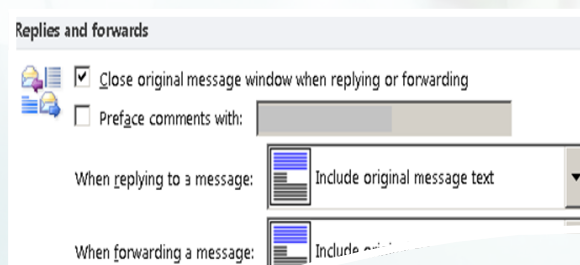 Replies and forwards
Close original message window when replying or forwarding
Preface comments with:
When replying to a message: Include original message text
When forwarding a message: Include